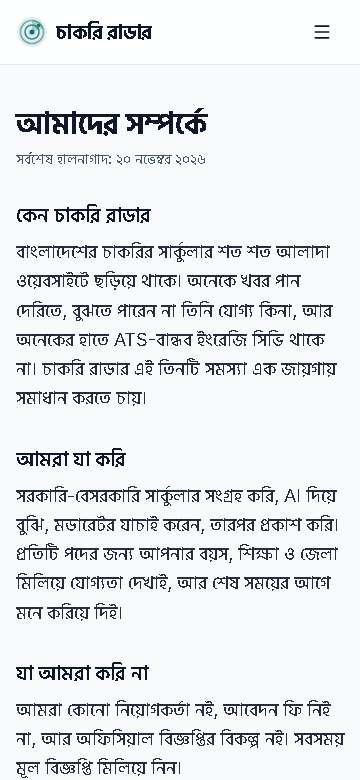 চাকরি রাডার
আমাদের সম্পর্কে
সর্বশেষ হালনাগাদ: ২০ নভেম্বর ২০২৬
কেন চাকরি রাডার
বাংলাদেশের চাকরির সার্কুলার শত শত আলাদা
ওয়েবসাইটে ছড়িয়ে থাকে। অনেকে খবর পান
দেরিতে, বুঝতে পারেন না তিনি যোগ্য কিনা, আর
অনেকের হাতে ATS-বান্ধব ইংরেজি সিভি থাকে
না। চাকরি রাডার এই তিনটি সমস্যা এক জায়গায়
সমাধান করতে চায়।
আমরা যা করি
সরকারি-বেসরকারি সার্কুলার সংগ্রহ করি, AI দিয়ে
বুঝি, মডারেটর যাচাই করেন, তারপর প্রকাশ করি।
প্রতিটি পদের জন্য আপনার বয়স, শিক্ষা ও জেলা
মিলিয়ে যোগ্যতা দেখাই, আর শেষ সময়ের আগে
মনে করিয়ে দিই।
যা আমরা করি না
আমরা কোনো নিয়োগকর্তা নই, আবেদন ফি নিই
না, আর অফিসিয়াল বিজ্ঞপ্তির বিকল্প নই। সবসময়
মূল বিজ্ঞপ্তি মিলিয়ে নিন।